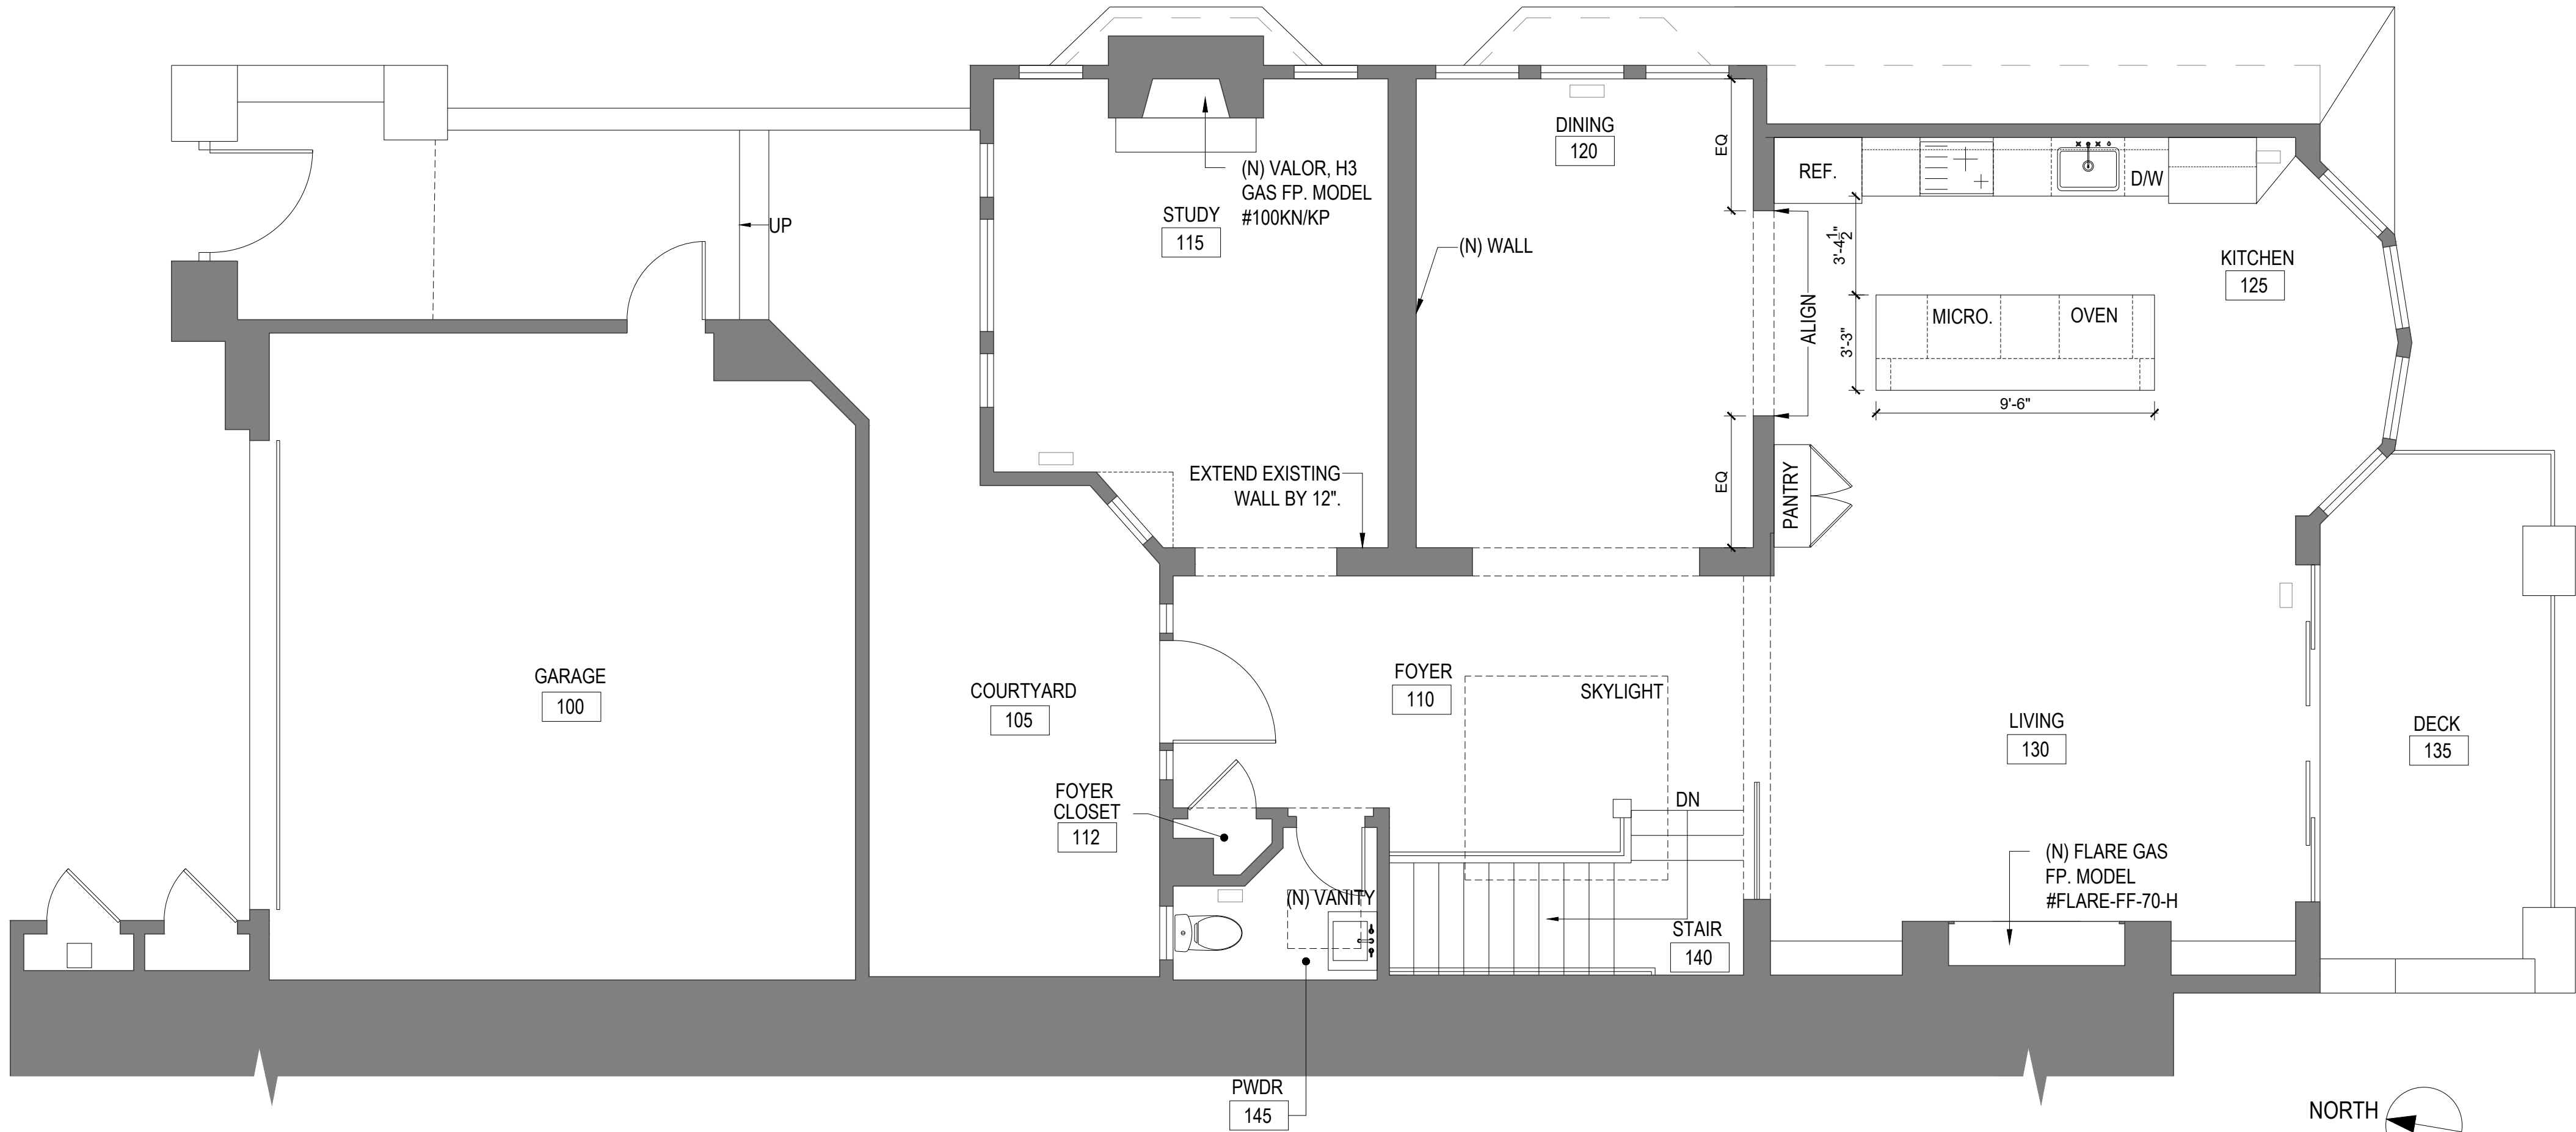 DINING
120
EQ
(N) VALOR, H3
GAS FP. MODEL
#100KN/KP
STUDY
115
UP
(N) WALL
REF.
D/W
3'-4 1/2"
KITCHEN
125
ALIGN
MICRO.
OVEN
3'-3"
9'-6"
EXTEND EXISTING
WALL BY 12".
EQ
PANTRY
GARAGE
100
COURTYARD
105
FOYER
110
SKYLIGHT
LIVING
130
DECK
135
FOYER
CLOSET
112
DN
(N) VANITY
STAIR
140
(N) FLARE GAS
FP. MODEL
#FLARE-FF-70-H
PWDR
145
NORTH